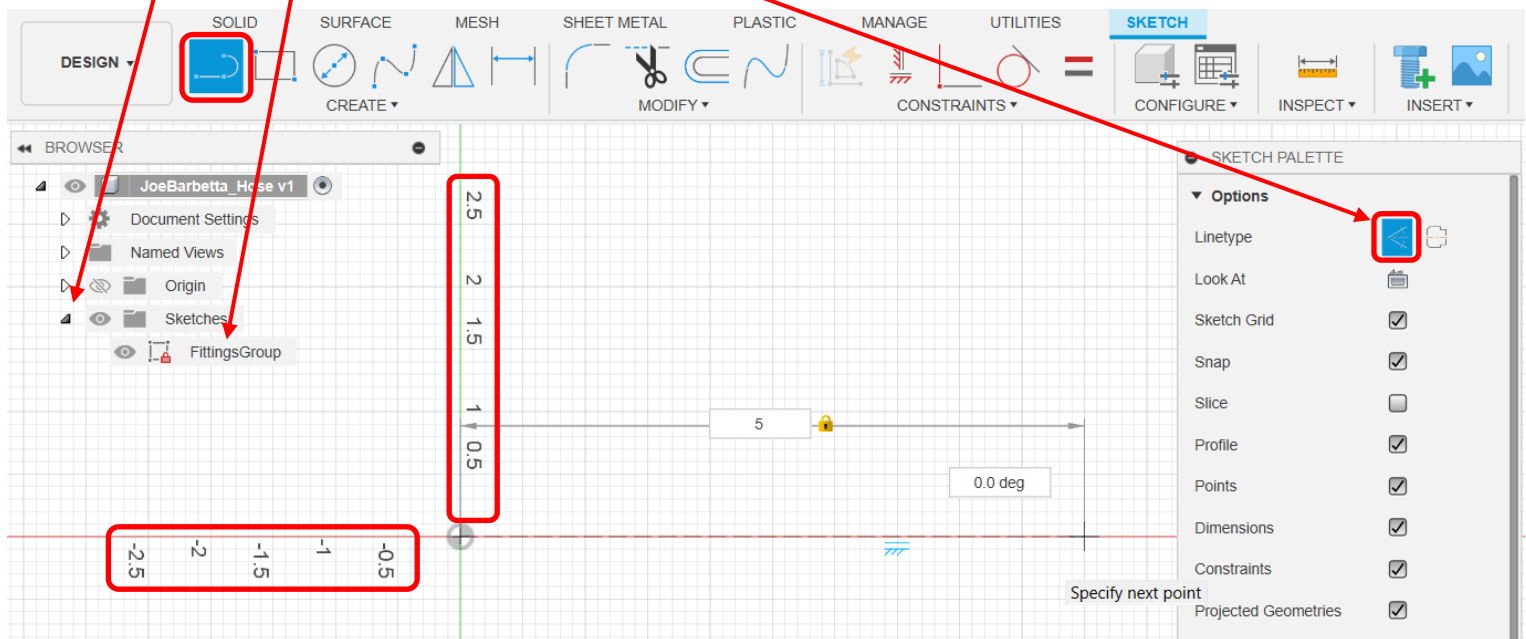 SOLID SURFACE MESH SHEET METAL PLASTIC MANAGE UTILITIES SKETCH
DESIGN ▾
CREATE ▾ MODIFY ▾ CONSTRAINTS ▾ CONFIGURE ▾ INSPECT ▾ INSERT ▾
BROWSER
JoeBarbetta_Hose v1
Document Settings
Named Views
Origin
Sketches
FittingsGroup
2.5
2
1.5
1
0.5
5
0.0 deg
-2.5 -2 -1.5 -1 -0.5
Specify next point
SKETCH PALETTE
▼ Options
Linetype
Look At
Sketch Grid
Snap
Slice
Profile
Points
Dimensions
Constraints
Projected Geometries